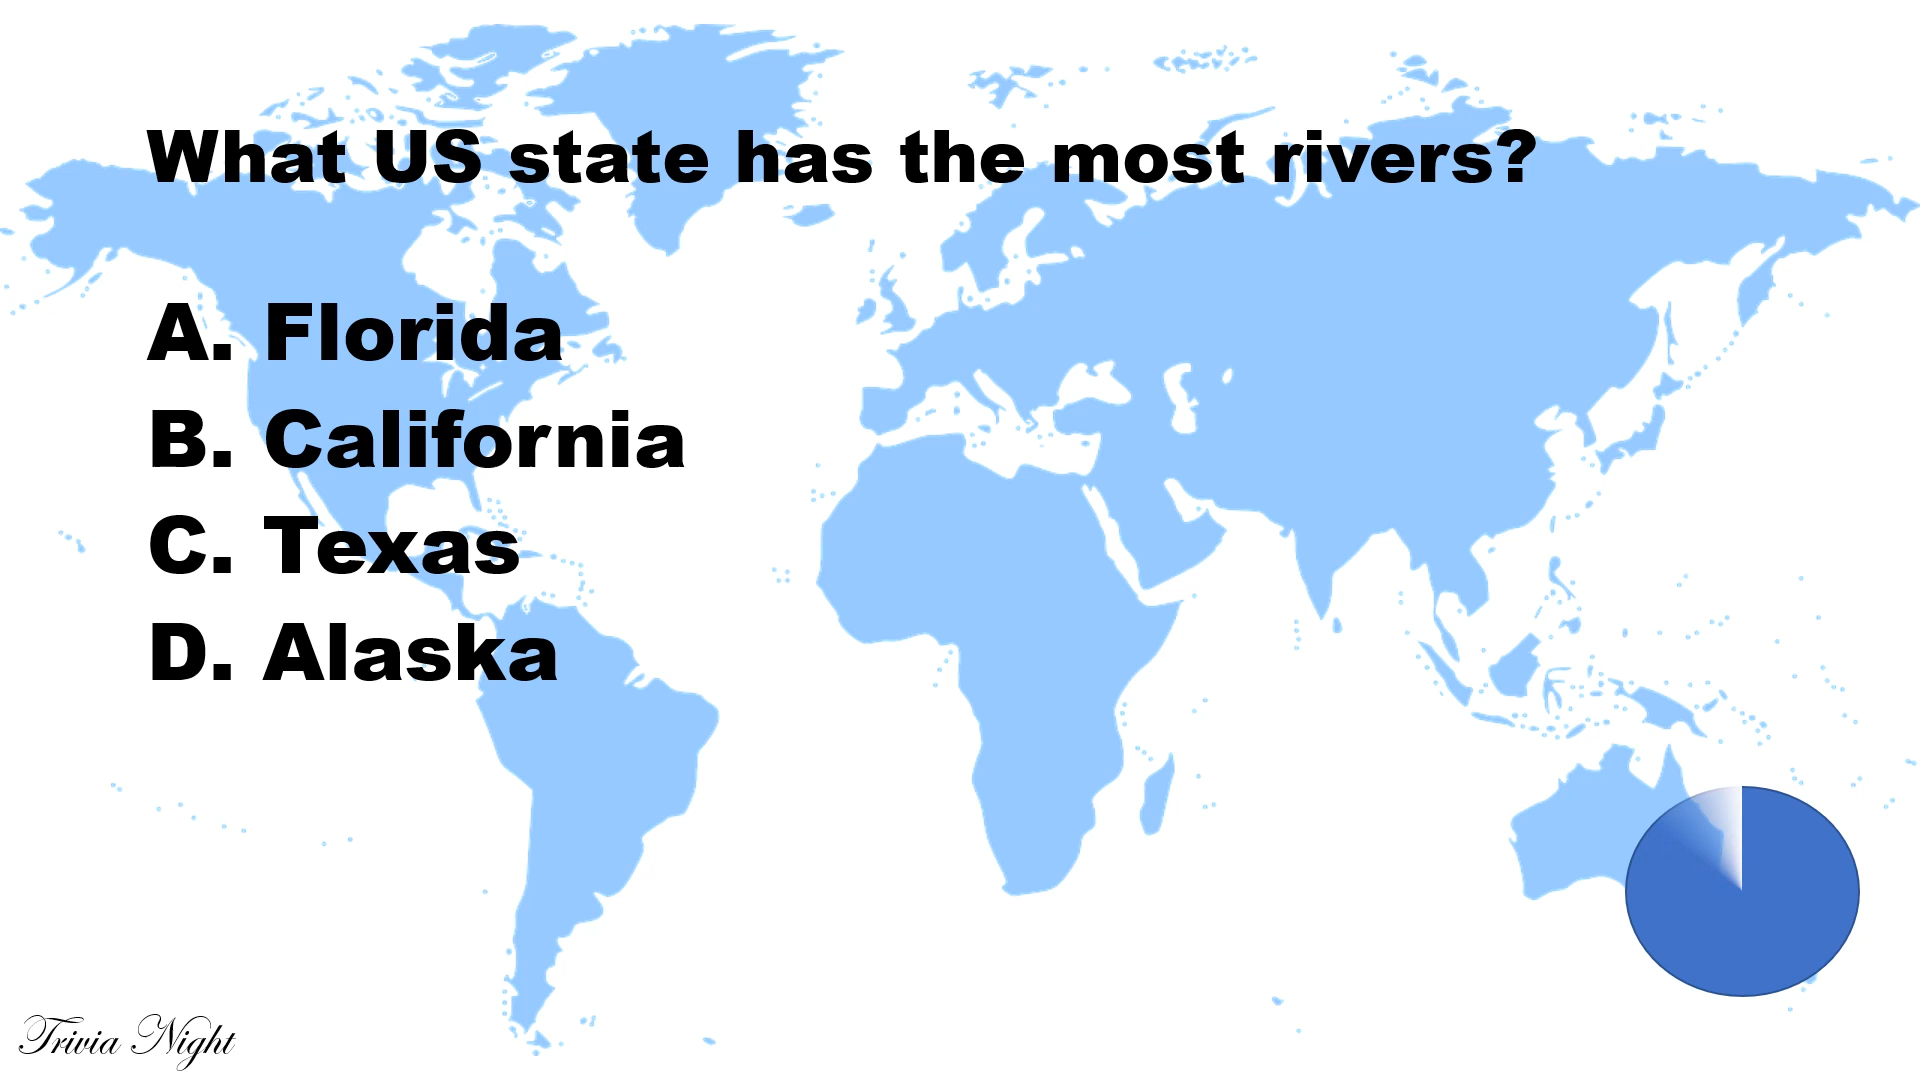 What US state has the most rivers?
A. Florida
B. California
C. Texas
D. Alaska
Trivia Night